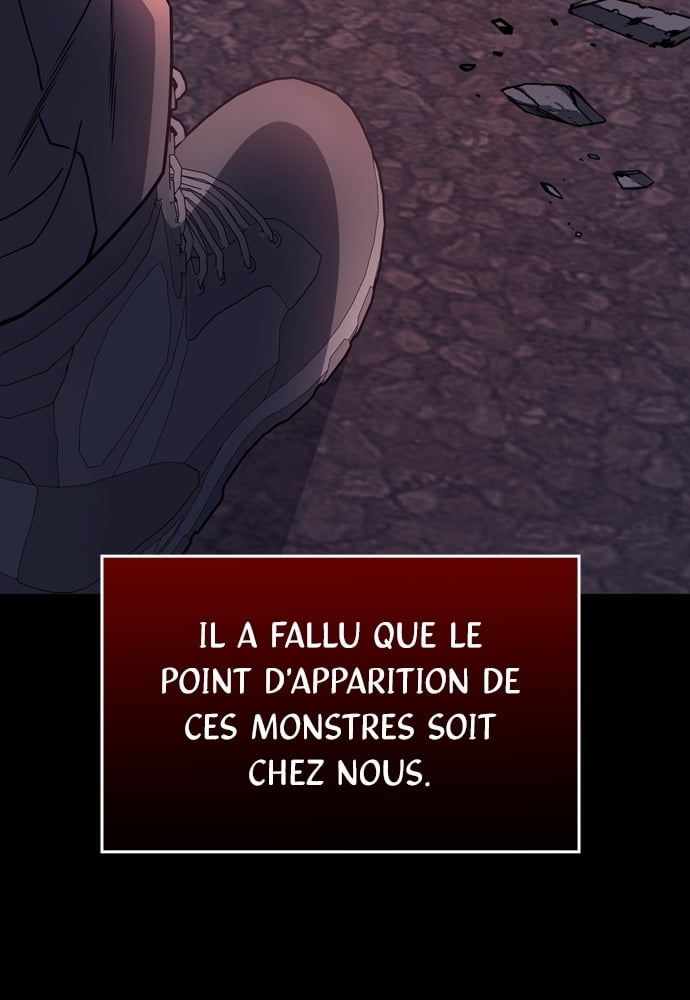 IL A FALLU QUE LE
POINT D'APPARITION DE
CES MONSTRES SOIT
CHEZ NOUS.